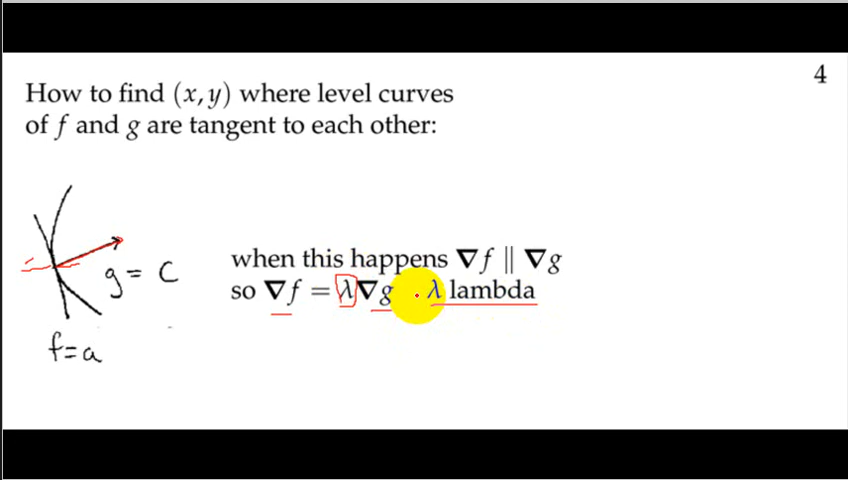 4
How to find (x, y) where level curves
of f and g are tangent to each other:
g = c
when this happens ∇f ∥ ∇g
so ∇f = λ∇g . λ lambda
f=a